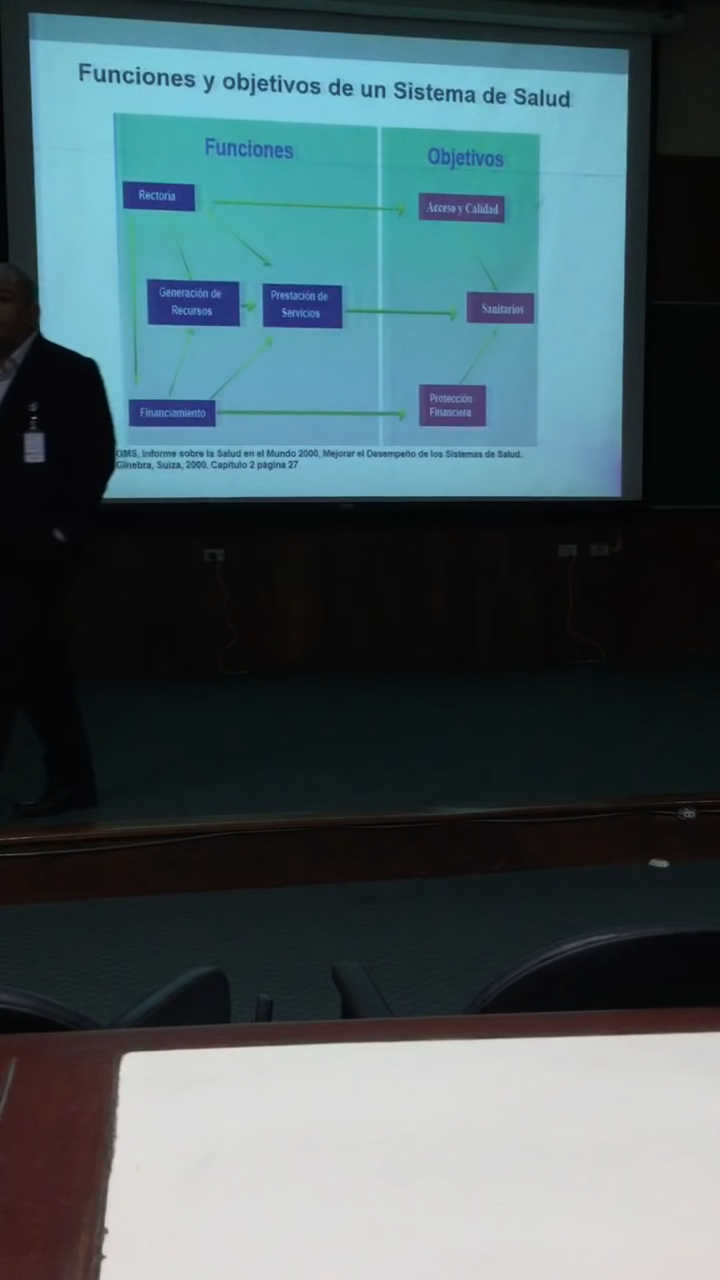 Funciones y objetivos de un Sistema de Salud
Funciones
Objetivos
Rectoría
Acceso y Calidad
Generación de
Recursos
Prestación de
Servicios
Sanitarios
Financiamiento
Protección
Financiera
OMS, Informe sobre la Salud en el Mundo 2000, Mejorar el Desempeño de los Sistemas de Salud.
Ginebra, Suiza, 2000. Capítulo 2 página 27